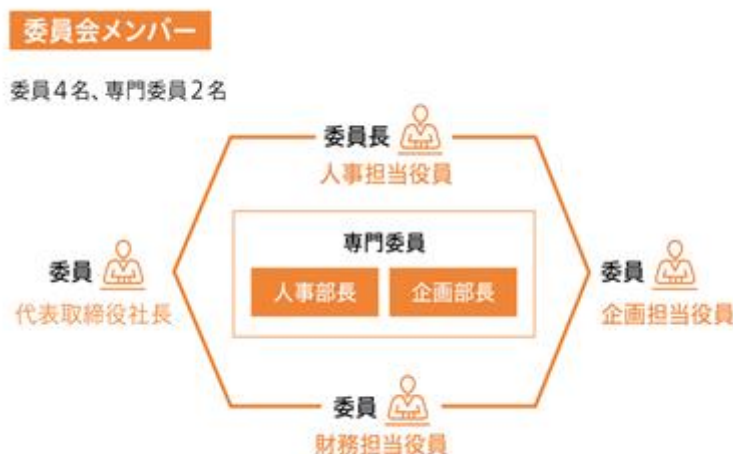 委員会メンバー
委員4名、専門委員2名
委員長
人事担当役員
専門委員
人事部長 企画部長
委員
代表取締役社長
委員
企画担当役員
委員
財務担当役員